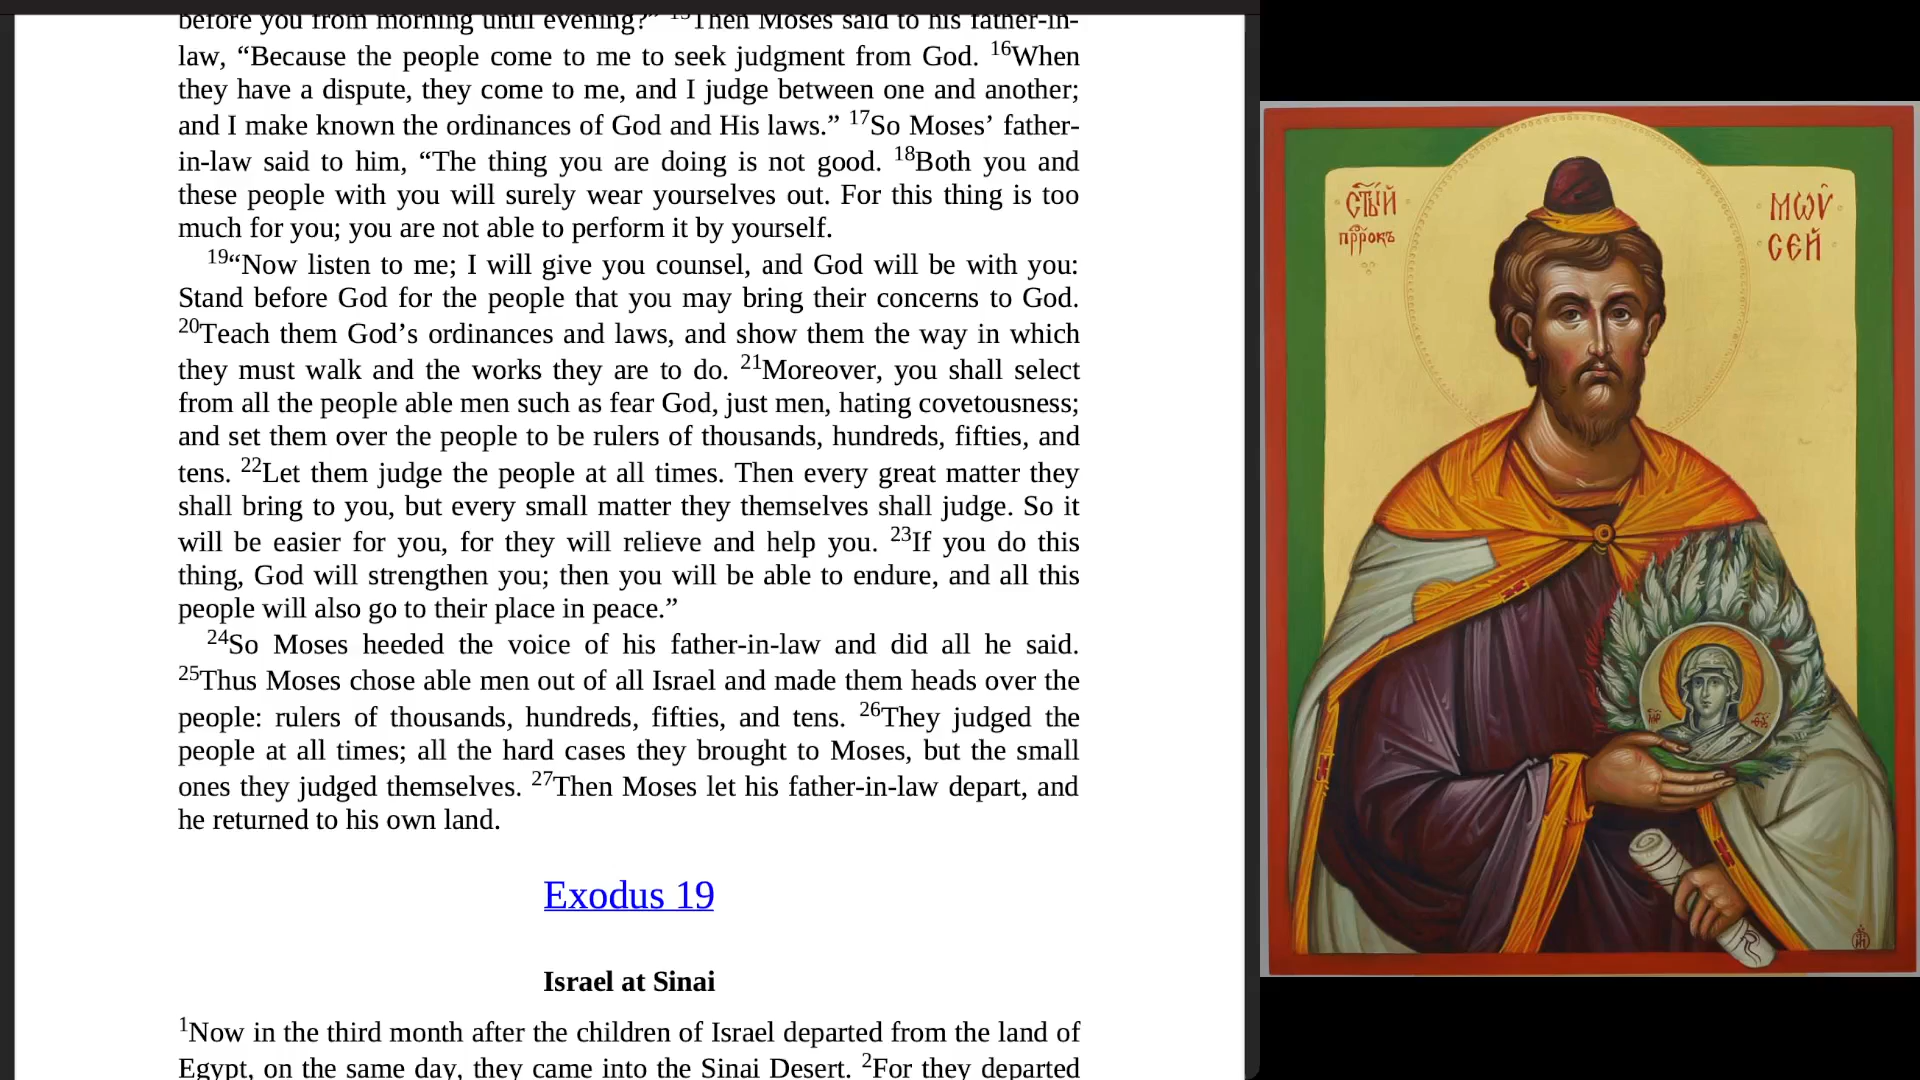 before you from morning until evening?” 15Then Moses said to his father-in-
law, “Because the people come to me to seek judgment from God. 16When
they have a dispute, they come to me, and I judge between one and another;
and I make known the ordinances of God and His laws.” 17So Moses’ father-
in-law said to him, “The thing you are doing is not good. 18Both you and
these people with you will surely wear yourselves out. For this thing is too
much for you; you are not able to perform it by yourself.
19“Now listen to me; I will give you counsel, and God will be with you:
Stand before God for the people that you may bring their concerns to God.
20Teach them God’s ordinances and laws, and show them the way in which
they must walk and the works they are to do. 21Moreover, you shall select
from all the people able men such as fear God, just men, hating covetousness;
and set them over the people to be rulers of thousands, hundreds, fifties, and
tens. 22Let them judge the people at all times. Then every great matter they
shall bring to you, but every small matter they themselves shall judge. So it
will be easier for you, for they will relieve and help you. 23If you do this
thing, God will strengthen you; then you will be able to endure, and all this
people will also go to their place in peace.”
24So Moses heeded the voice of his father-in-law and did all he said.
25Thus Moses chose able men out of all Israel and made them heads over the
people: rulers of thousands, hundreds, fifties, and tens. 26They judged the
people at all times; all the hard cases they brought to Moses, but the small
ones they judged themselves. 27Then Moses let his father-in-law depart, and
he returned to his own land.
Exodus 19
Israel at Sinai
1Now in the third month after the children of Israel departed from the land of
Egypt, on the same day, they came into the Sinai Desert. 2For they departed
СТЫЙ
прркъ
МѠѴ
СЕЙ